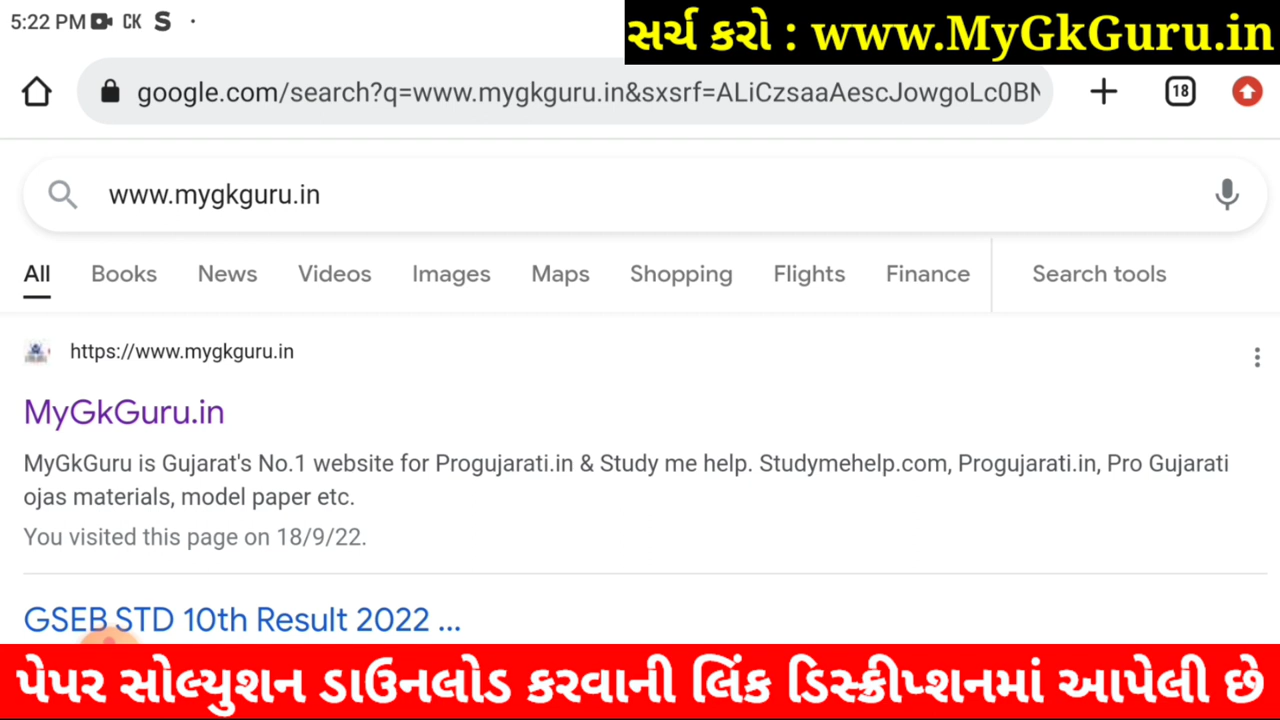 5:22 PM CK S
સર્ચ કરો : www.MyGkGuru.in
google.com/search?q=www.mygkguru.in&sxsrf=ALiCzsaaAescJowgoLc0BN
18
www.mygkguru.in
All Books News Videos Images Maps Shopping Flights Finance Search tools
https://www.mygkguru.in
MyGkGuru.in
MyGkGuru is Gujarat's No.1 website for Progujarati.in & Study me help. Studymehelp.com, Progujarati.in, Pro Gujarati
ojas materials, model paper etc.
You visited this page on 18/9/22.
GSEB STD 10th Result 2022 ...
પેપર સોલ્યુશન ડાઉનલોડ કરવાની લિંક ડિસ્ક્રીપ્શનમાં આપેલી છે